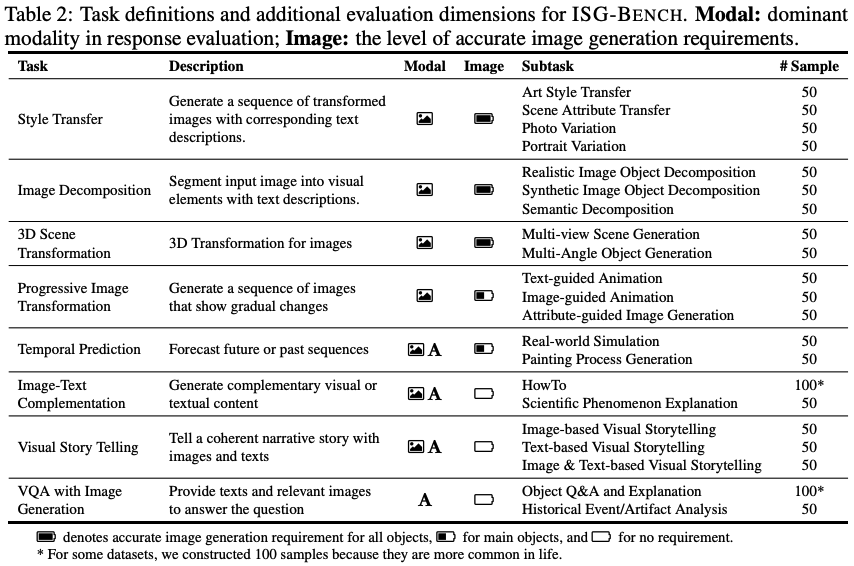 Table 2: Task definitions and additional evaluation dimensions for ISG-BENCH. Modal: dominant
modality in response evaluation; Image: the level of accurate image generation requirements.
Task Description Modal Image Subtask # Sample
Style Transfer
Generate a sequence of transformed
images with corresponding text
descriptions.
Art Style Transfer 50
Scene Attribute Transfer 50
Photo Variation 50
Portrait Variation 50
Image Decomposition
Segment input image into visual
elements with text descriptions.
Realistic Image Object Decomposition 50
Synthetic Image Object Decomposition 50
Semantic Decomposition 50
3D Scene
Transformation
3D Transformation for images
Multi-view Scene Generation 50
Multi-Angle Object Generation 50
Progressive Image
Transformation
Generate a sequence of images
that show gradual changes
Text-guided Animation 50
Image-guided Animation 50
Attribute-guided Image Generation 50
Temporal Prediction
Forecast future or past sequences
A
Real-world Simulation 50
Painting Process Generation 50
Image-Text
Complementation
Generate complementary visual or
textual content
A
HowTo 100*
Scientific Phenomenon Explanation 50
Visual Story Telling
Tell a coherent narrative story with
images and texts
A
Image-based Visual Storytelling 50
Text-based Visual Storytelling 50
Image & Text-based Visual Storytelling 50
VQA with Image
Generation
Provide texts and relevant images
to answer the question
A
Object Q&A and Explanation 100*
Historical Event/Artifact Analysis 50
denotes accurate image generation requirement for all objects, for main objects, and for no requirement.
* For some datasets, we constructed 100 samples because they are more common in life.